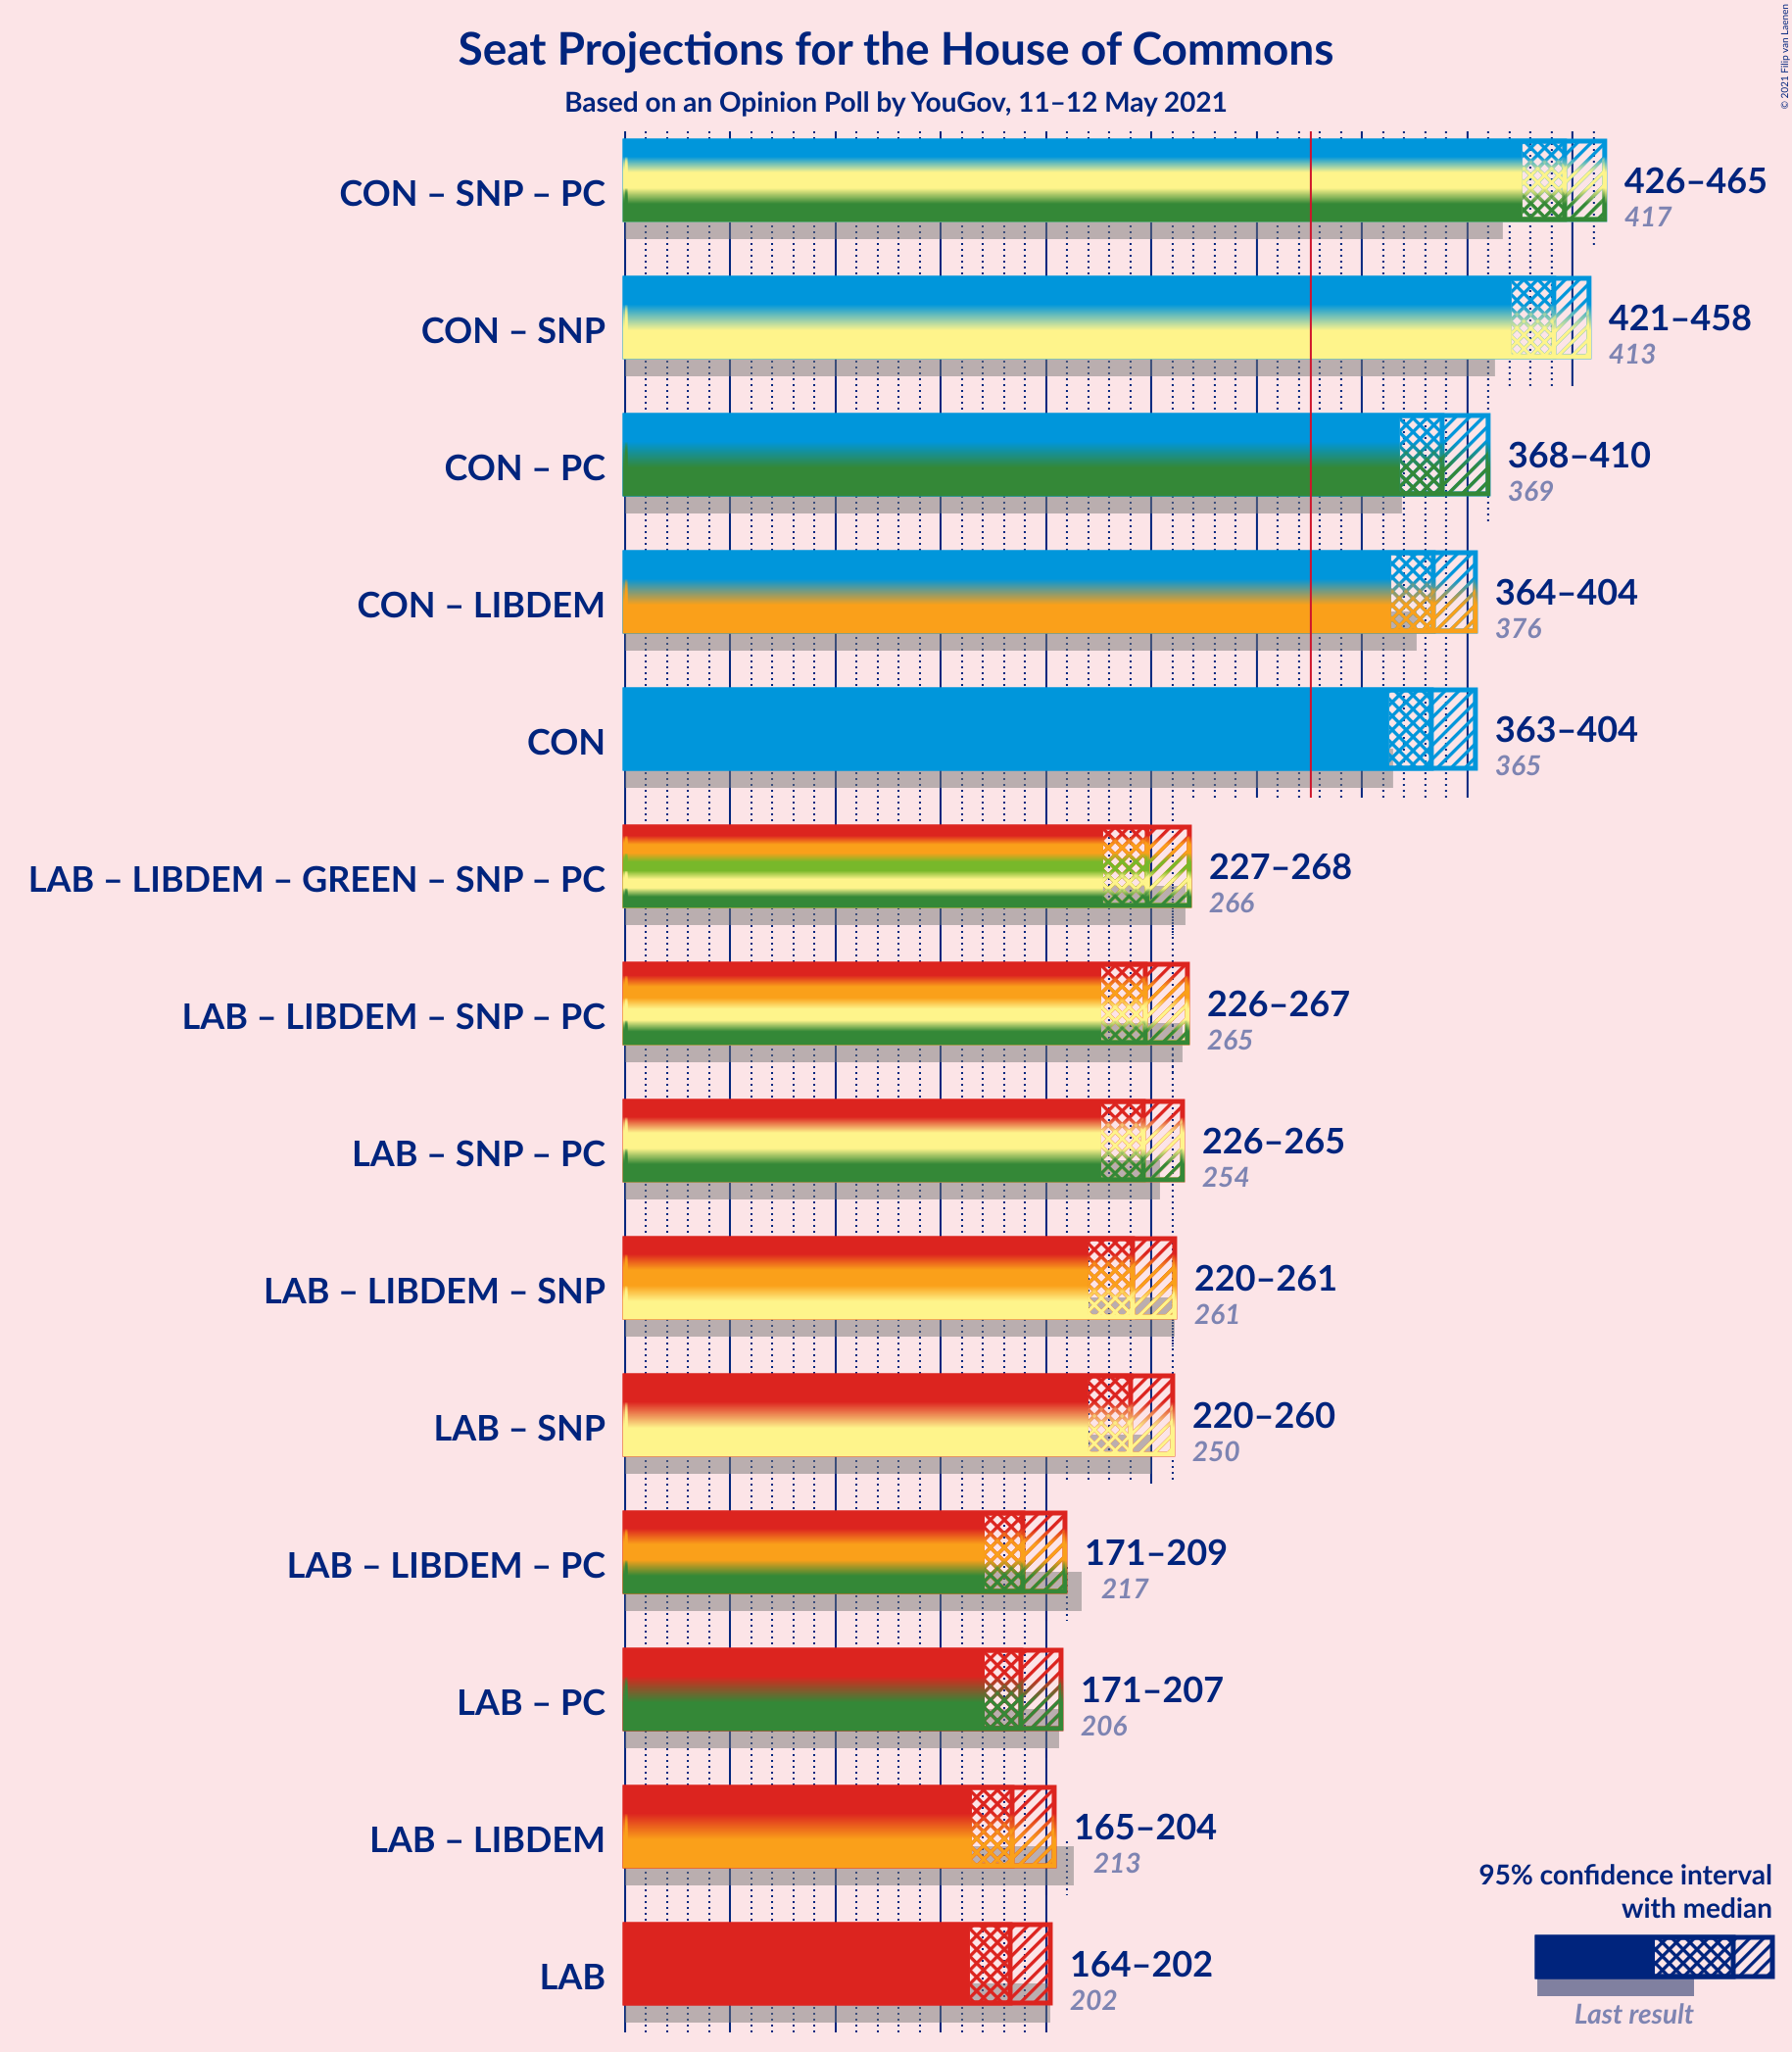 Seat Projections for the House of Commons
Based on an Opinion Poll by YouGov, 11–12 May 2021
© 2021 Filip van Laenen
CON – SNP – PC
426–465
417
CON – SNP
421–458
413
CON – PC
368–410
369
CON – LIBDEM
364–404
376
CON
363–404
365
LAB – LIBDEM – GREEN – SNP – PC
227–268
266
LAB – LIBDEM – SNP – PC
226–267
265
LAB – SNP – PC
226–265
254
LAB – LIBDEM – SNP
220–261
261
LAB – SNP
220–260
250
LAB – LIBDEM – PC
171–209
217
LAB – PC
171–207
206
LAB – LIBDEM
165–204
213
LAB
164–202
202
95% confidence interval
with median
Last result